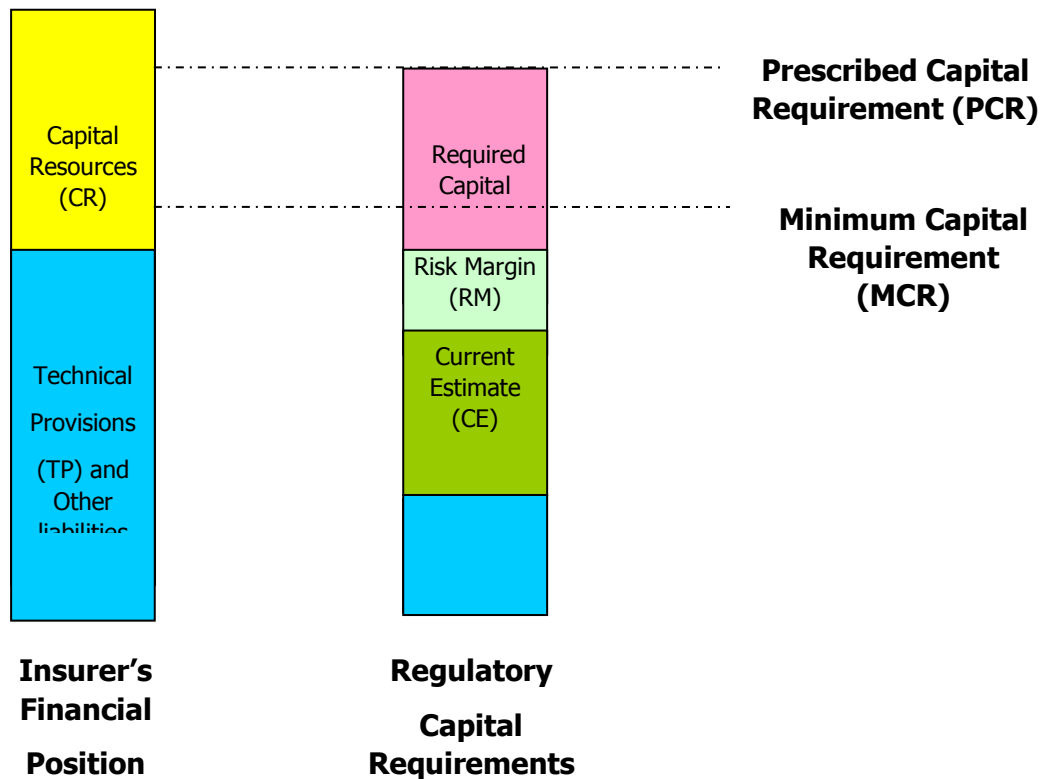 Capital
Resources
(CR)
Technical
Provisions
(TP) and
Other
liabilities
Required
Capital
Risk Margin
(RM)
Current
Estimate
(CE)
Prescribed Capital
Requirement (PCR)
Minimum Capital
Requirement
(MCR)
Insurer’s
Financial
Position
Regulatory
Capital
Requirements